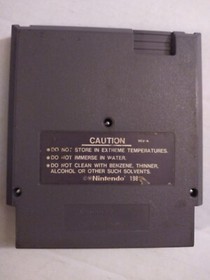 CAUTION
•DO NOT STORE IN EXTREME TEMPERATURES.
•DO NOT IMMERSE IN WATER.
•DO NOT CLEAN WITH BENZENE, THINNER,
ALCOHOL OR OTHER SUCH SOLVENTS.
©®Nintendo